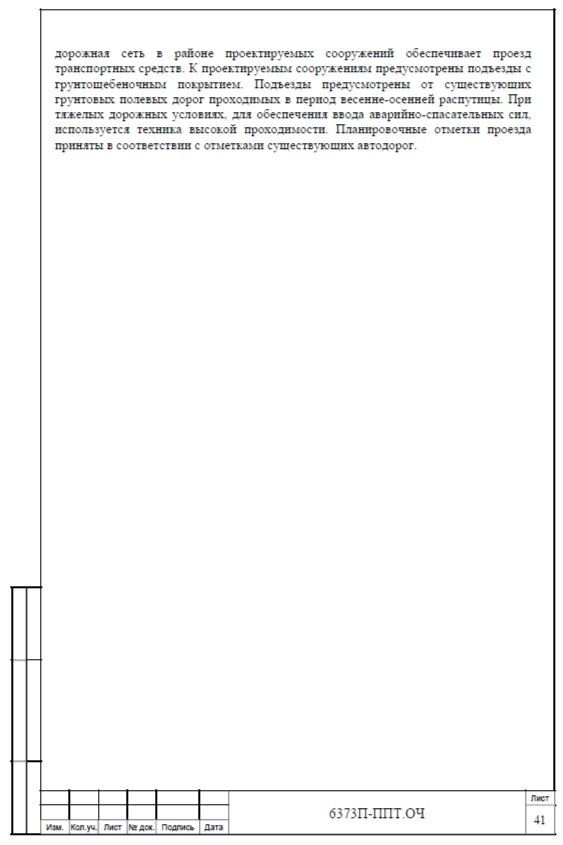 дорожная сеть в районе проектируемых сооружений обеспечивает проезд
транспортных средств. К проектируемым сооружениям предусмотрены подъезды с
грунтощебеночным покрытием. Подъезды предусмотрены от существующих
грунтовых полевых дорог проходимых в период весенне-осенней распутицы. При
тяжелых дорожных условиях, для обеспечения ввода аварийно-спасательных сил,
используется техника высокой проходимости. Планировочные отметки проезда
приняты в соответствии с отметками существующих автодорог.
6373П-ППТ.ОЧ
Лист
41
Изм. Кол.уч. Лист № док. Подпись Дата